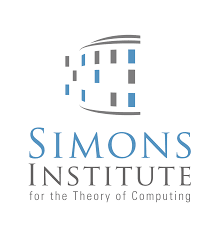 SIMONS
INSTITUTE
for the Theory of Computing